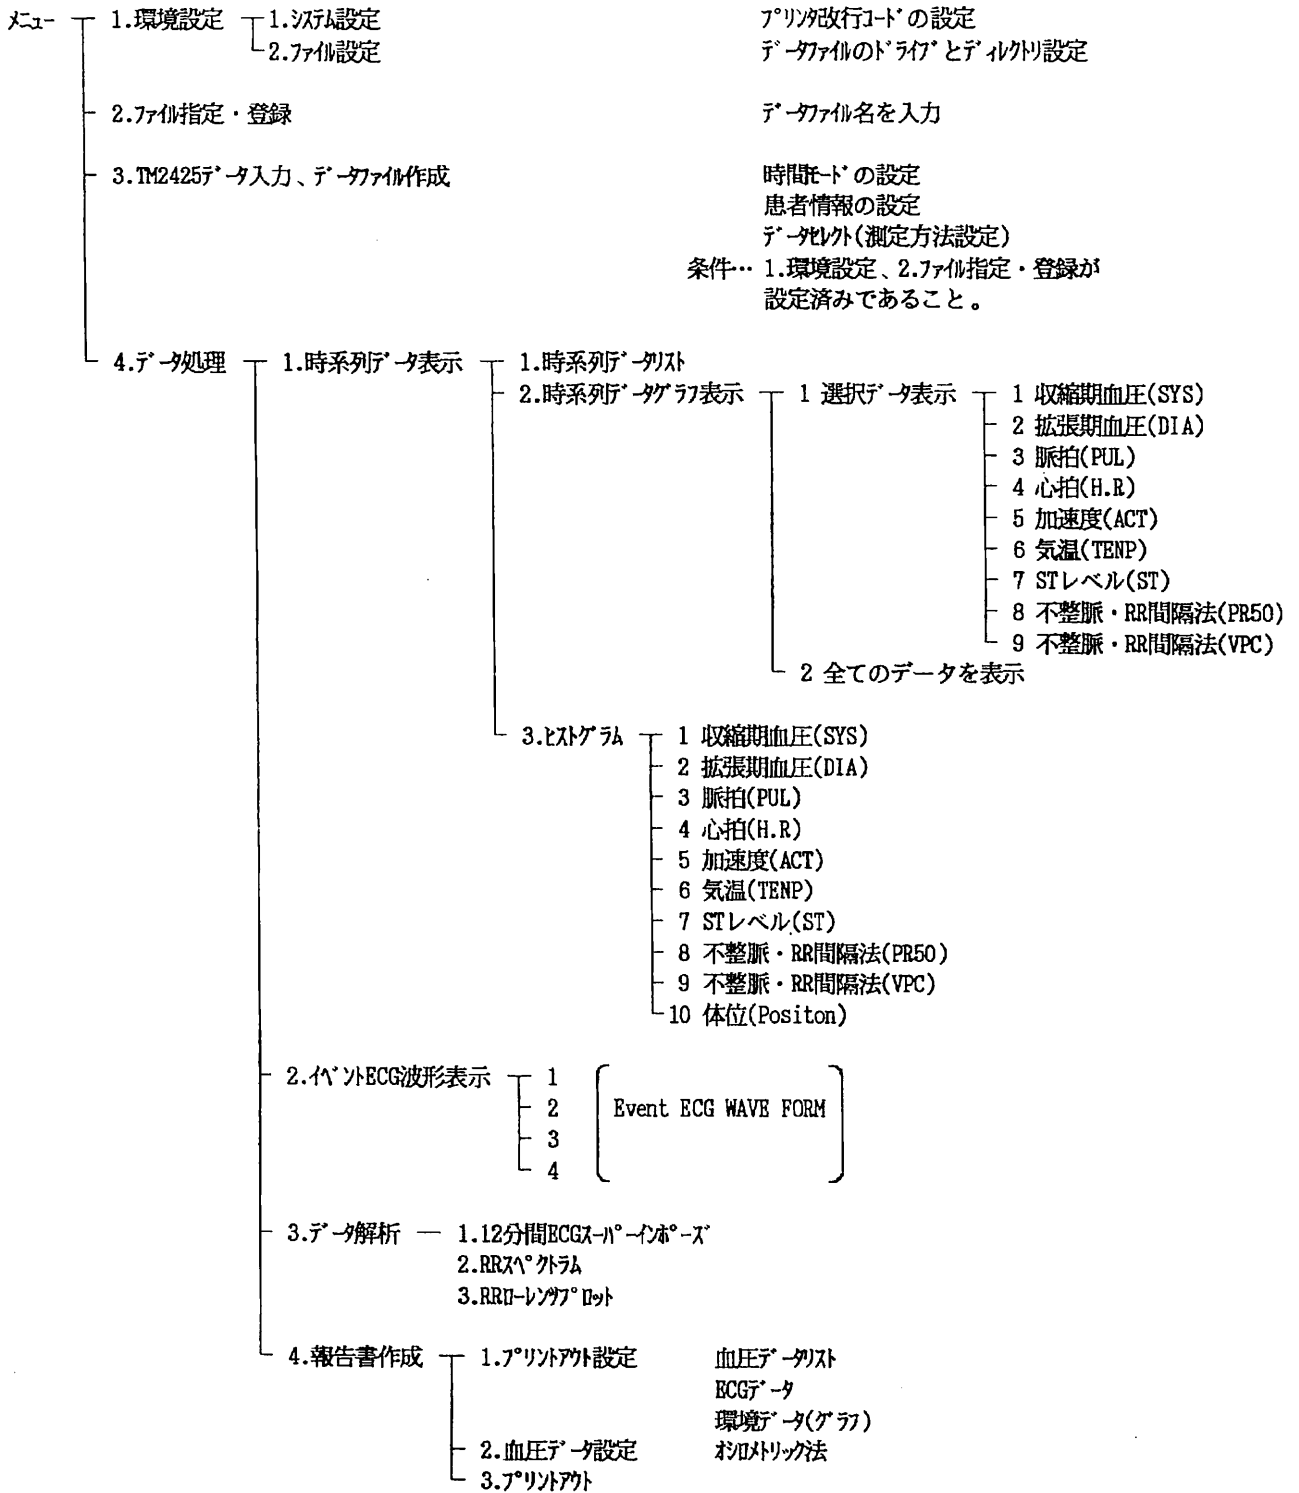 メニュー 1.環境設定 1.システム設定 プリンタ改行コードの設定
2.ファイル設定 データファイルのドライブとディレクトリ設定
2.ファイル指定・登録 データファイル名を入力
3.TM2425データ入力、データファイル作成 時間モードの設定
患者情報の設定
データセレクト(測定方法設定)
条件… 1.環境設定、2.ファイル指定・登録が
設定済みであること。
4.データ処理 1.時系列データ表示 1.時系列データリスト
2.時系列データグラフ表示 1 選択データ表示 1 収縮期血圧(SYS)
2 拡張期血圧(DIA)
3 脈拍(PUL)
4 心拍(H.R)
5 加速度(ACT)
6 気温(TENP)
7 STレベル(ST)
8 不整脈・RR間隔法(PR50)
9 不整脈・RR間隔法(VPC)
2 全てのデータを表示
3.ヒストグラム 1 収縮期血圧(SYS)
2 拡張期血圧(DIA)
3 脈拍(PUL)
4 心拍(H.R)
5 加速度(ACT)
6 気温(TENP)
7 STレベル(ST)
8 不整脈・RR間隔法(PR50)
9 不整脈・RR間隔法(VPC)
10 体位(Positon)
2.イベントECG波形表示 1
2 Event ECG WAVE FORM
3
4
3.データ解析 1.12分間ECGスーパーインポーズ
2.RRスペクトラム
3.RRローレンツプロット
4.報告書作成 1.プリントアウト設定 血圧データリスト
ECGデータ
環境データ(グラフ)
2.血圧データ設定 オシロメトリック法
3.プリントアウト